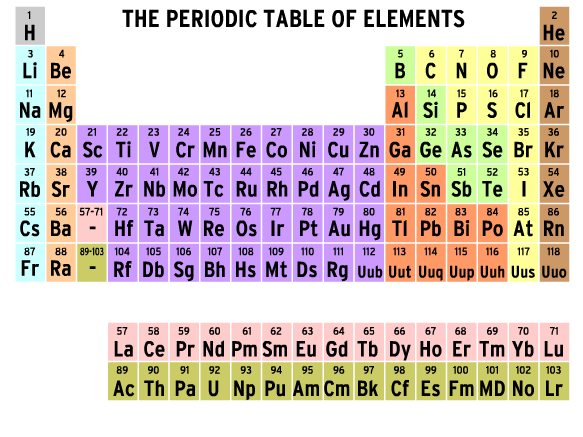 THE PERIODIC TABLE OF ELEMENTS
1 2
H He
3 4 5 6 7 8 9 10
Li Be B C N O F Ne
11 12 13 14 15 16 17 18
Na Mg Al Si P S Cl Ar
19 20 21 22 23 24 25 26 27 28 29 30 31 32 33 34 35 36
K Ca Sc Ti V Cr Mn Fe Co Ni Cu Zn Ga Ge As Se Br Kr
37 38 39 40 41 42 43 44 45 46 47 48 49 50 51 52 53 54
Rb Sr Y Zr Nb Mo Tc Ru Rh Pd Ag Cd In Sn Sb Te I Xe
55 56 57-71 72 73 74 75 76 77 78 79 80 81 82 83 84 85 86
Cs Ba - Hf Ta W Re Os Ir Pt Au Hg Tl Pb Bi Po At Rn
87 88 89-103 104 105 106 107 108 109 110 111 112 113 114 115 116 117 118
Fr Ra - Rf Db Sg Bh Hs Mt Ds Rg Uub Uut Uuq Uup Uuh Uus Uuo
57 58 59 60 61 62 63 64 65 66 67 68 69 70 71
La Ce Pr Nd Pm Sm Eu Gd Tb Dy Ho Er Tm Yb Lu
89 90 91 92 93 94 95 96 97 98 99 100 101 102 103
Ac Th Pa U Np Pu Am Cm Bk Cf Es Fm MD No Lr